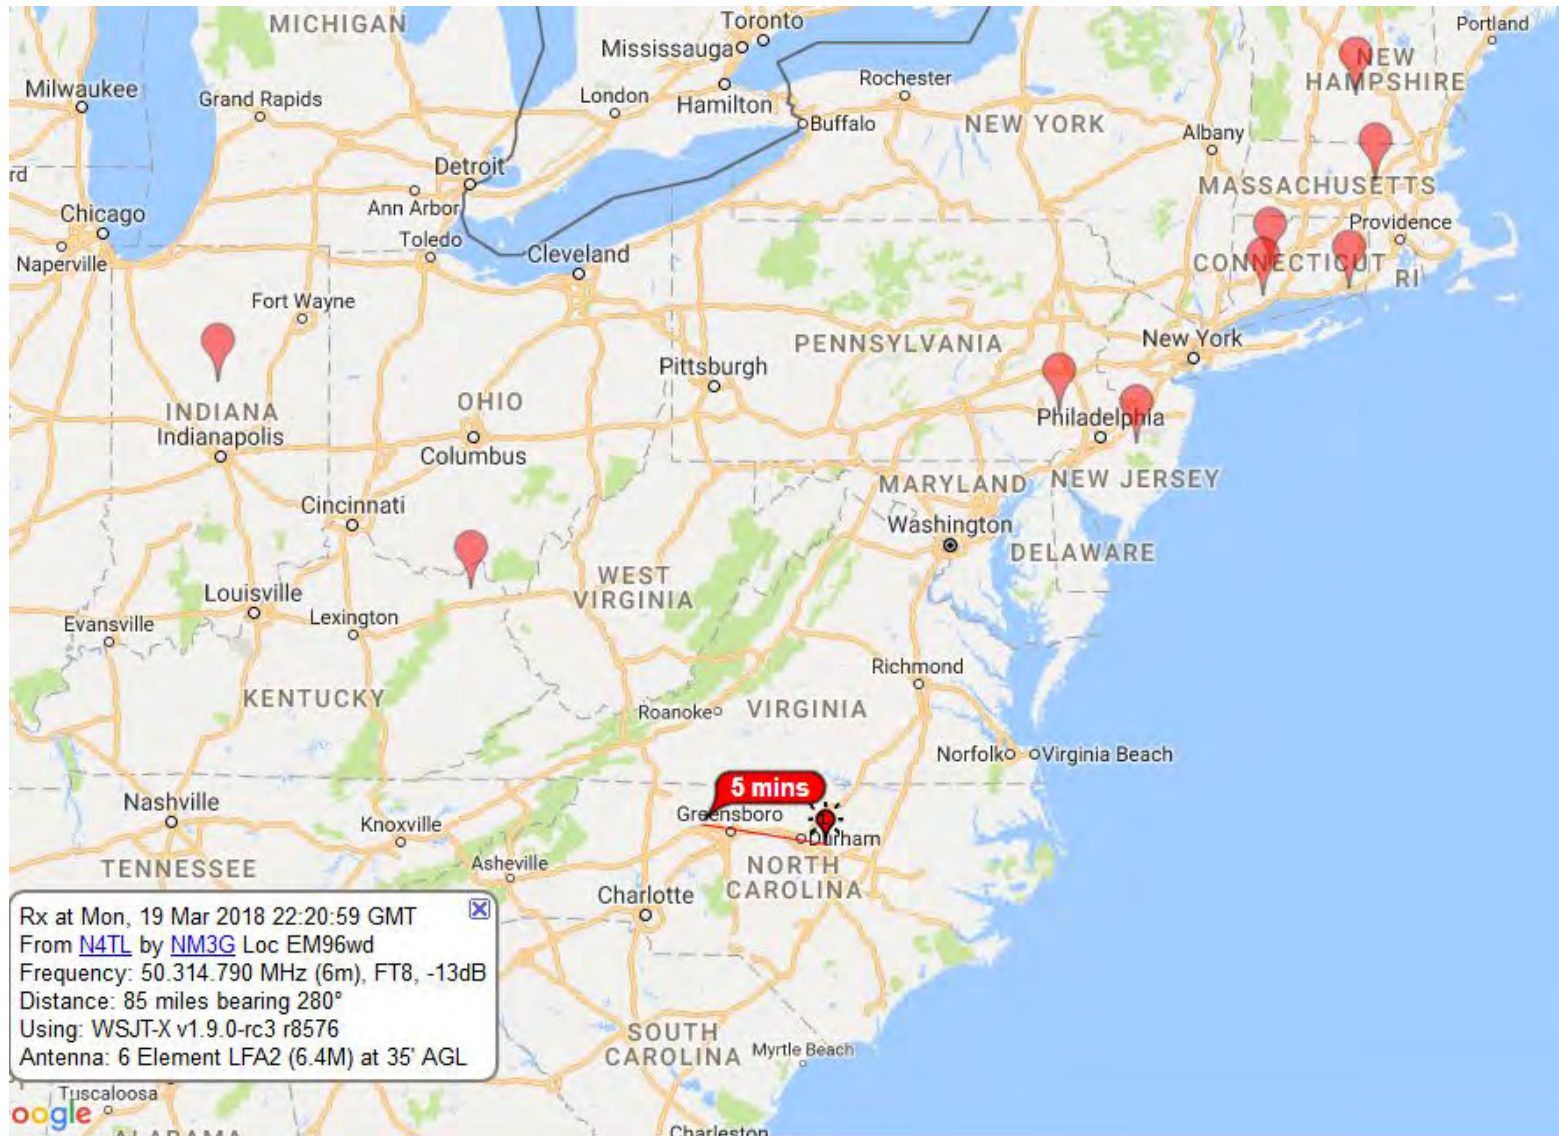 MICHIGAN
Toronto
Mississauga
Portland
Milwaukee
Grand Rapids
London
Hamilton
Rochester
NEW
HAMPSHIRE
Buffalo
NEW YORK
Albany
Detroit
rd
Ann Arbor
MASSACHUSETTS
Chicago
Toledo
Providence
Naperville
Cleveland
CONNECTICUT
RI
Fort Wayne
New York
PENNSYLVANIA
Pittsburgh
INDIANA
Indianapolis
OHIO
Columbus
Philadelphia
MARYLAND
NEW JERSEY
Cincinnati
Washington
DELAWARE
WEST
VIRGINIA
Louisville
Lexington
Evansville
Richmond
KENTUCKY
Roanoke
VIRGINIA
Norfolk
Virginia Beach
5 mins
Nashville
Greensboro
Knoxville
Durham
TENNESSEE
Asheville
NORTH
CAROLINA
Charlotte
Rx at Mon, 19 Mar 2018 22:20:59 GMT
From N4TL by NM3G Loc EM96wd
Frequency: 50.314.790 MHz (6m), FT8, -13dB
Distance: 85 miles bearing 280°
Using: WSJT-X v1.9.0-rc3 r8576
Antenna: 6 Element LFA2 (6.4M) at 35' AGL
SOUTH
CAROLINA
Myrtle Beach
Tuscaloosa
oogle
ALABAMA
Charleston